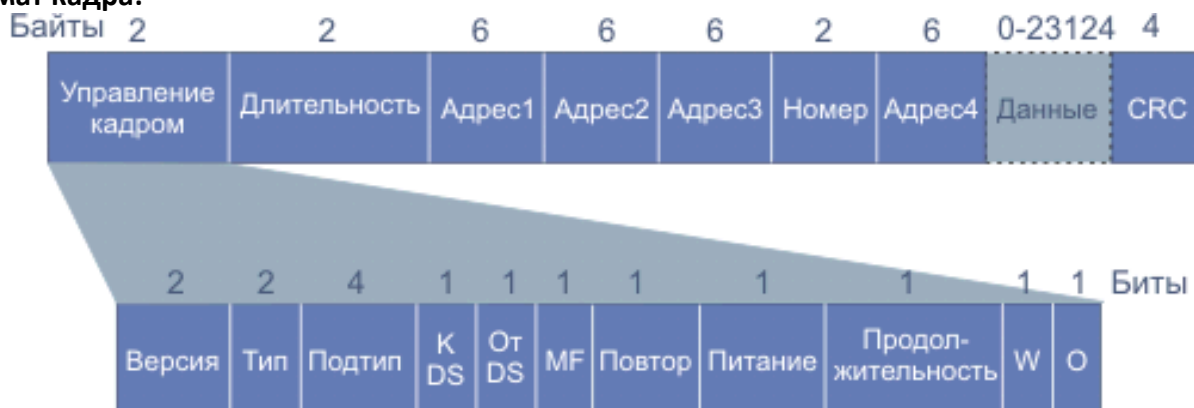 мат кадра:
Байты 2 2 6 6 6 2 6 0-23124 4
Управление кадром Длительность Адрес1 Адрес2 Адрес3 Номер Адрес4 Данные CRC
2 2 4 1 1 1 1 1 1 1 1 Биты
Версия Тип Подтип К DS От DS MF Повтор Питание Продол-жительность W O